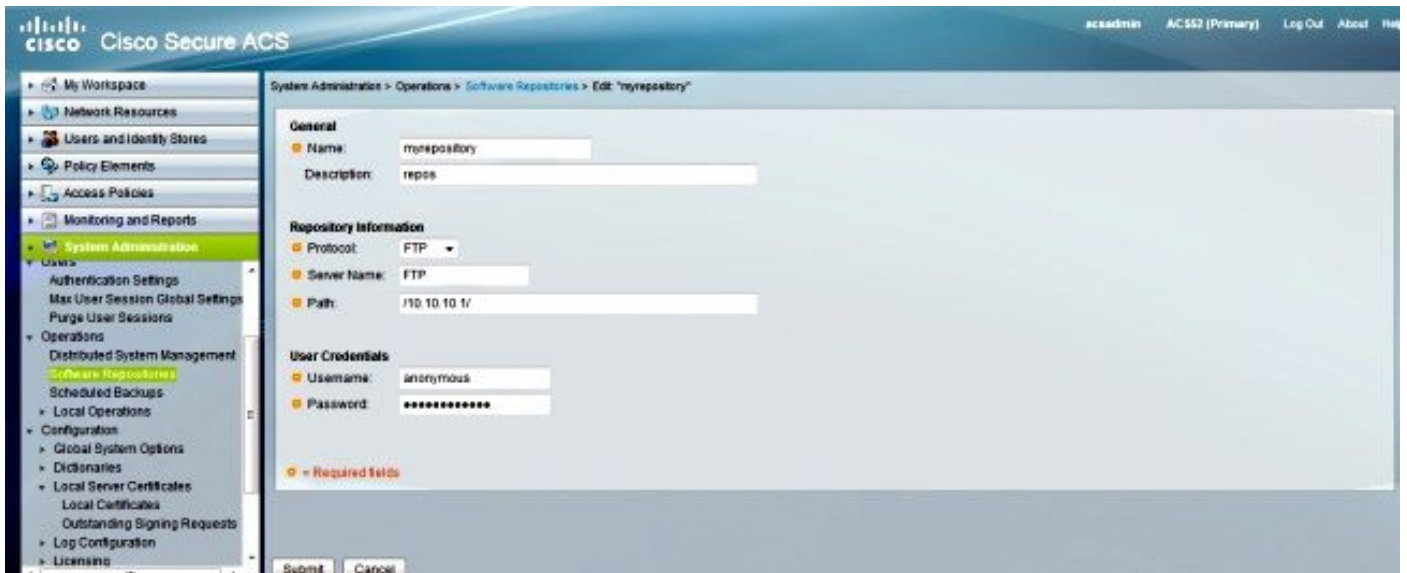 acsadmin ACS52 (Primary) Log Out About Help
CISCO Cisco Secure ACS
My Workspace
Network Resources
Users and Identity Stores
Policy Elements
Access Policies
Monitoring and Reports
System Administration
Users
Authentication Settings
Max User Session Global Settings
Purge User Sessions
Operations
Distributed System Management
Software Repositories
Scheduled Backups
Local Operations
Configuration
Global System Options
Dictionaries
Local Server Certificates
Local Certificates
Outstanding Signing Requests
Log Configuration
Licensing
System Administration > Operations > Software Repositories > Edit: "myrepository"
General
Name: myrepository
Description: repos
Repository Information
Protocol: FTP
Server Name: FTP
Path: /10.10.10.1/
User Credentials
Username: anonymous
Password: ●●●●●●●●●●●●
= Required fields
Submit Cancel